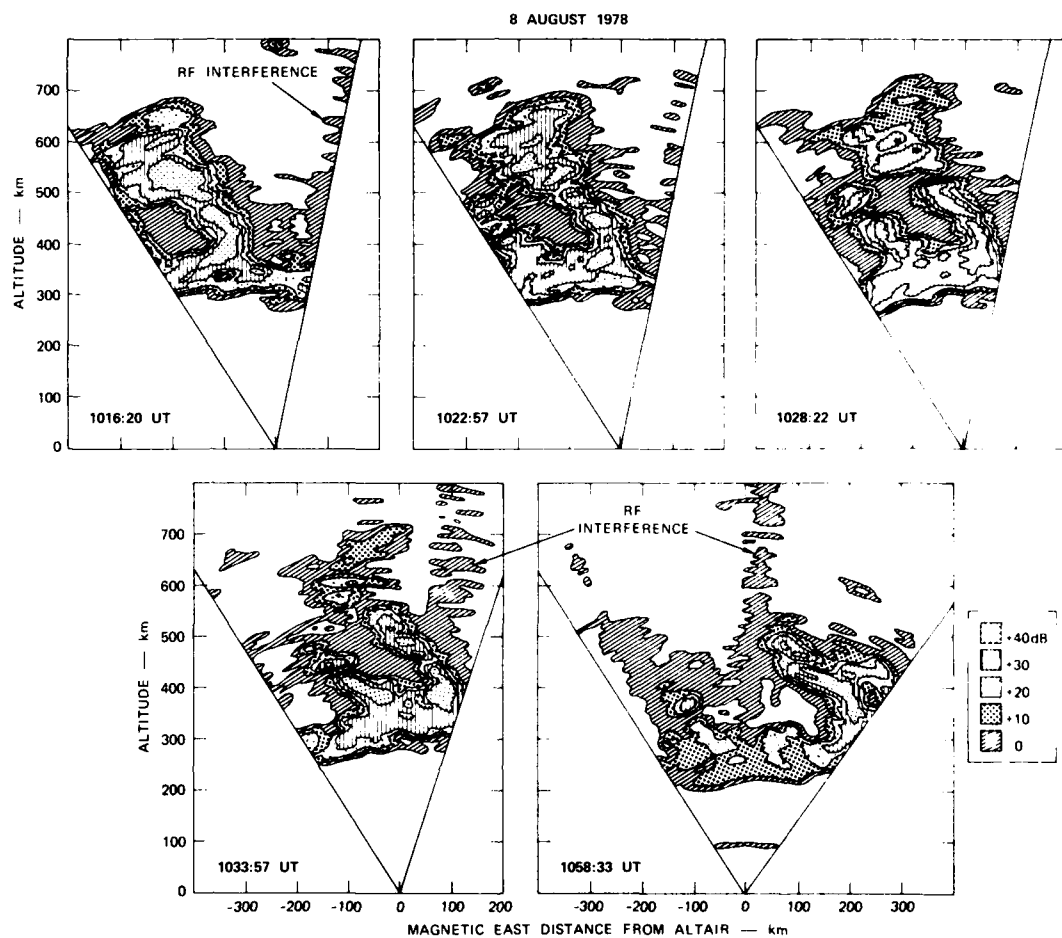 8 AUGUST 1978
RF INTERFERENCE
ALTITUDE — km
700
600
500
400
300
200
100
0
1016:20 UT
1022:57 UT
1028:22 UT
RF
INTERFERENCE
ALTITUDE — km
700
600
500
400
300
200
100
0
1033:57 UT
1058:33 UT
+40dB
+30
+20
+10
0
-300 -200 -100 0 100 200
-300 -200 -100 0 100 200 300
MAGNETIC EAST DISTANCE FROM ALTAIR — km